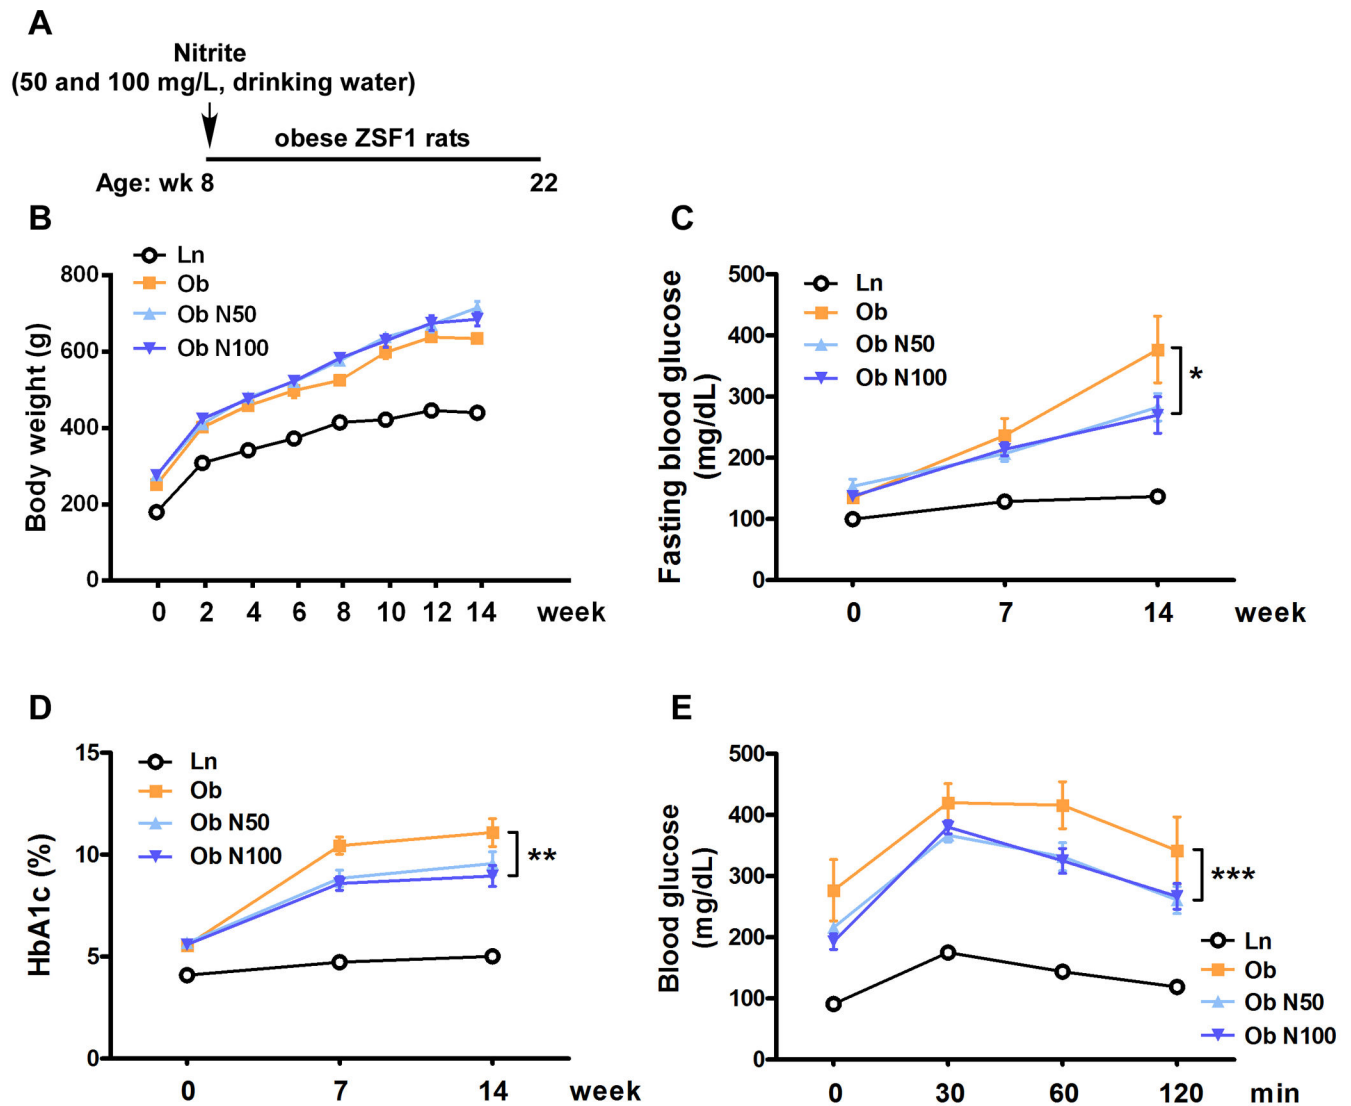 A
Nitrite
(50 and 100 mg/L, drinking water)
obese ZSF1 rats
Age: wk 8
22
B
Ln
Ob
Ob N50
Ob N100
Body weight (g)
800
600
400
200
0
0 2 4 6 8 10 12 14 week
C
Ln
Ob
Ob N50
Ob N100
Fasting blood glucose
(mg/dL)
500
400
300
200
100
0
*
0 7 14 week
D
Ln
Ob
Ob N50
Ob N100
HbA1c (%)
15
10
5
0
**
0 7 14 week
E
Blood glucose
(mg/dL)
500
400
300
200
100
0
***
Ln
Ob
Ob N50
Ob N100
0 30 60 120 min